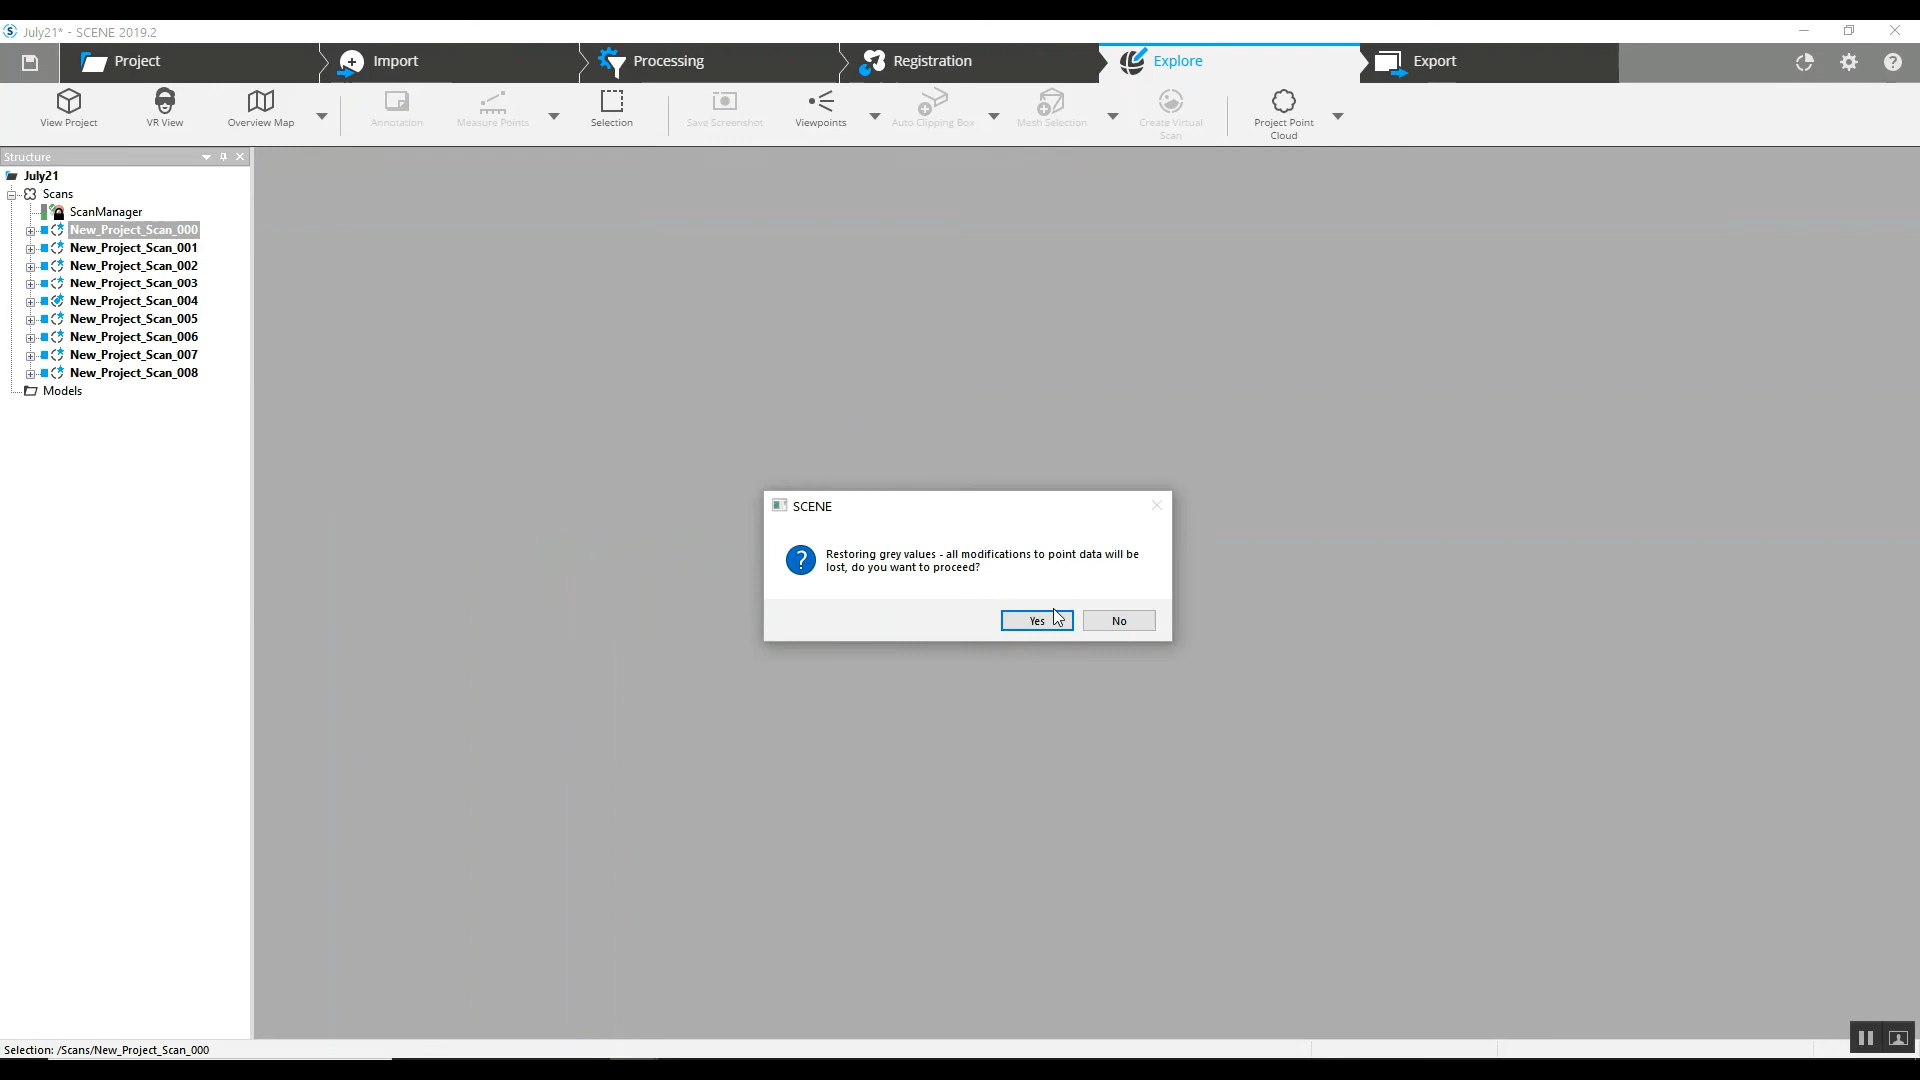 July21* - SCENE 2019.2
Project
Import
Processing
Registration
Explore
Export
View Project
VR View
Overview Map
Annotation
Measure Points
Selection
Save Screenshot
Viewpoints
Auto Clipping Box
Mesh Selection
Create Virtual
Scan
Project Point
Cloud
Structure
July21
Scans
ScanManager
New_Project_Scan_000
New_Project_Scan_001
New_Project_Scan_002
New_Project_Scan_003
New_Project_Scan_004
New_Project_Scan_005
New_Project_Scan_006
New_Project_Scan_007
New_Project_Scan_008
Models
SCENE
Restoring grey values - all modifications to point data will be
lost, do you want to proceed?
Yes
No
Selection: /Scans/New_Project_Scan_000